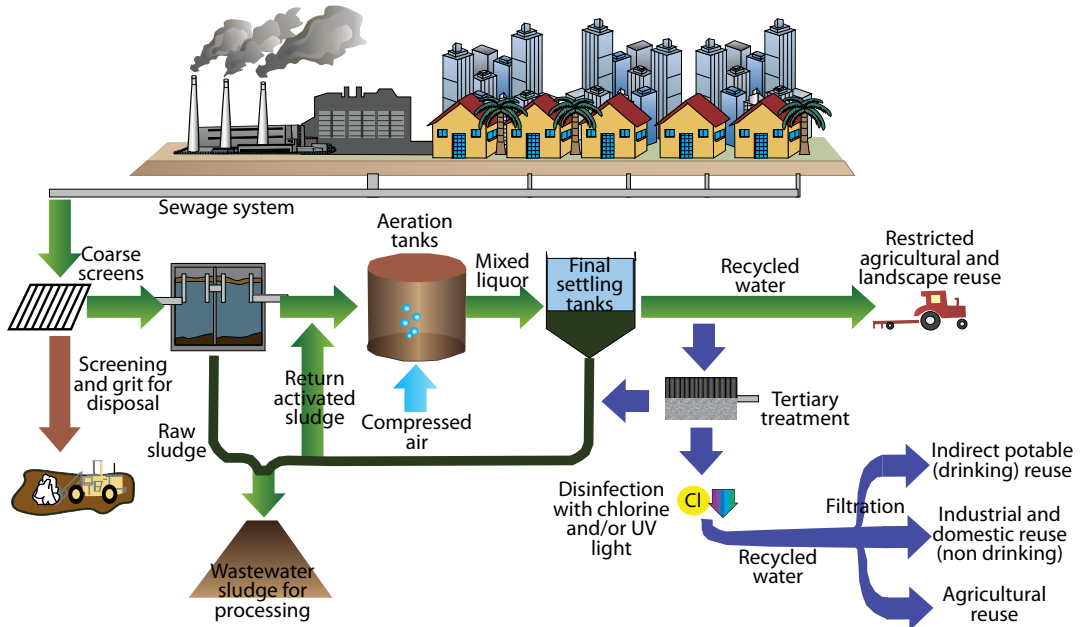 Sewage system
Coarse
screens
Aeration
tanks
Mixed
liquor
Final
settling
tanks
Recycled
water
Restricted
agricultural and
landscape reuse
Screening
and grit for
disposal
Raw
sludge
Return
activated
sludge
Compressed
air
Tertiary
treatment
Wastewater
sludge for
processing
Disinfection
with chlorine
and/or UV
light
Cl
Recycled
water
Filtration
Indirect potable
(drinking) reuse
Industrial and
domestic reuse
(non drinking)
Agricultural
reuse